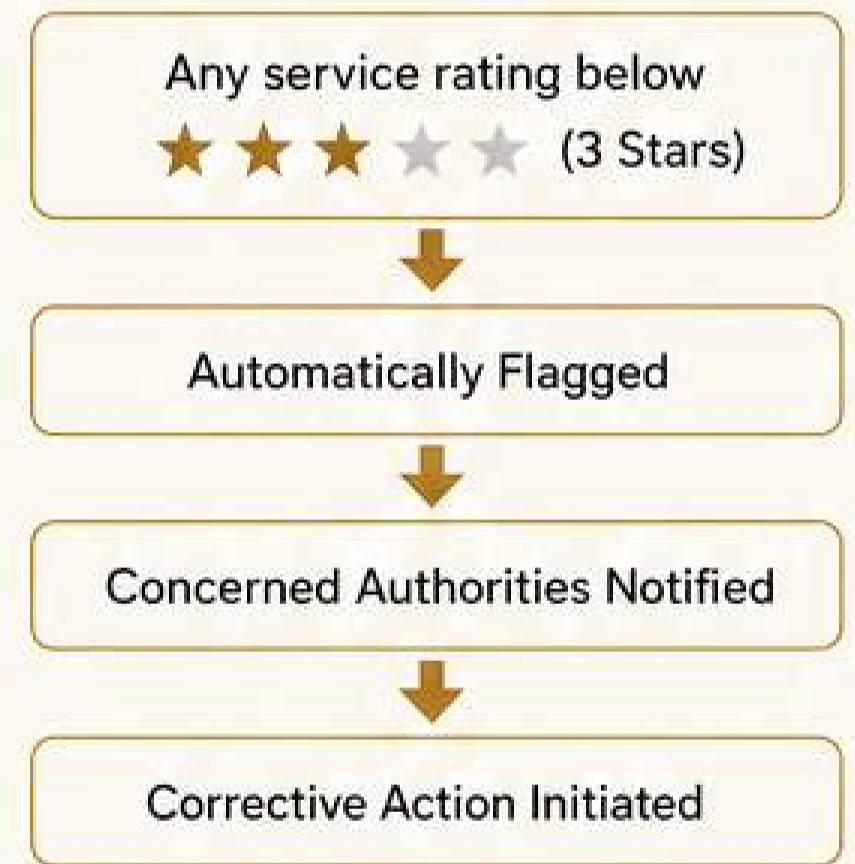 Any service rating below
(3 Stars)
Automatically Flagged
Concerned Authorities Notified
Corrective Action Initiated